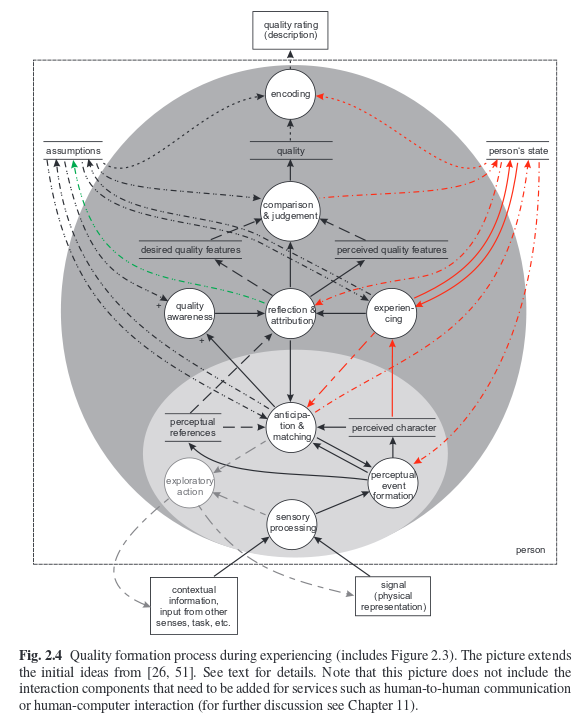 quality rating
(description)
encoding
assumptions
quality
person's state
comparison
& judgement
desired quality features
perceived quality features
quality
awareness
+
+
reflection &
attribution
experien-
cing
anticipa-
tion &
matching
perceptual
references
perceived character
exploratory
action
perceptual
event
formation
sensory
processing
person
contextual
information,
input from other
senses, task, etc.
signal
(physical
representation)
Fig. 2.4 Quality formation process during experiencing (includes Figure 2.3). The picture extends
the initial ideas from [26, 51]. See text for details. Note that this picture does not include the
interaction components that need to be added for services such as human-to-human communication
or human-computer interaction (for further discussion see Chapter 11).